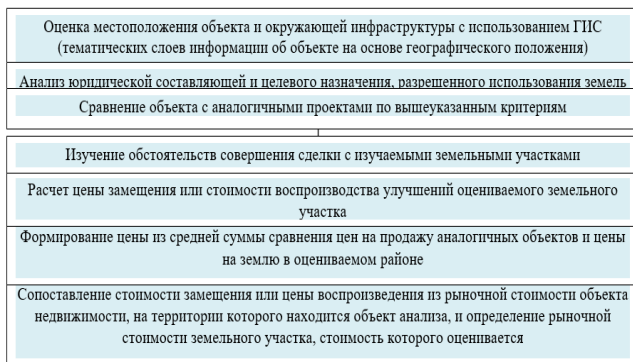 Оценка местоположения объекта и окружающей инфраструктуры с использованием ГИС
(тематических слоев информации об объекте на основе географического положения)
Анализ юридической составляющей и целевого назначения, разрешенного использования земель
Сравнение объекта с аналогичными проектами по вышеуказанным критериям
Изучение обстоятельств совершения сделки с изучаемыми земельными участками
Расчет цены замещения или стоимости воспроизводства улучшений оцениваемого земельного
участка
Формирование цены из средней суммы сравнения цен на продажу аналогичных объектов и цены
на землю в оцениваемом районе
Сопоставление стоимости замещения или цены воспроизведения из рыночной стоимости объекта
недвижимости, на территории которого находится объект анализа, и определение рыночной
стоимости земельного участка, стоимость которого оценивается